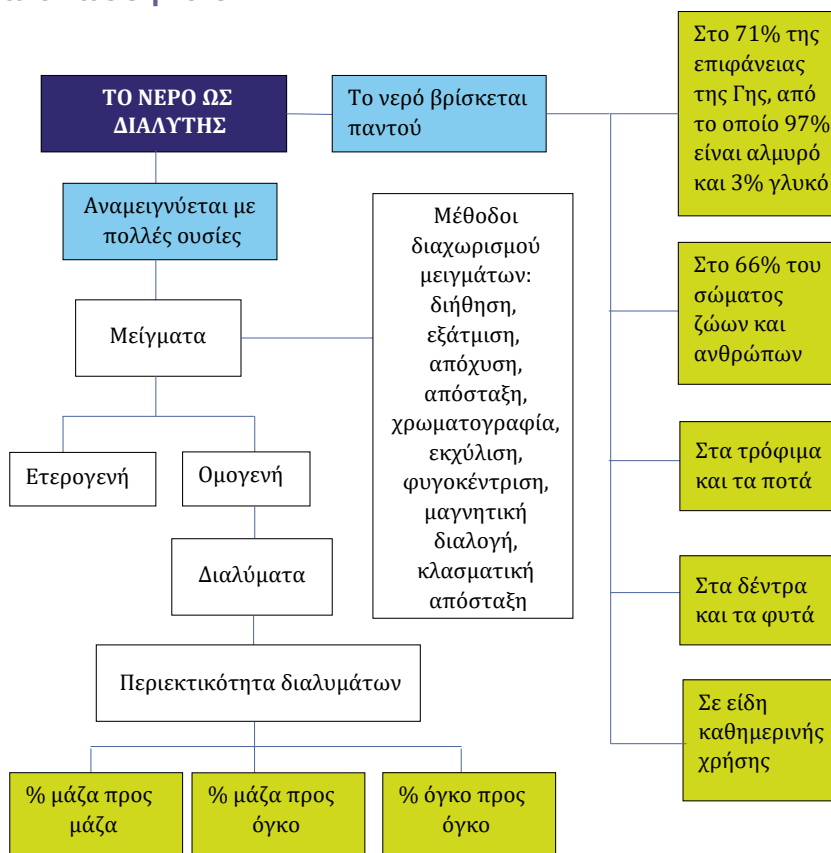 ΤΟ ΝΕΡΟ ΩΣ
ΔΙΑΛΥΤΗΣ
Το νερό βρίσκεται
παντού
Στο 71% της
επιφάνειας
της Γης, από
το οποίο 97%
είναι αλμυρό
και 3% γλυκό
Αναμειγνύεται με
πολλές ουσίες
Μέθοδοι
διαχωρισμού
μειγμάτων:
διήθηση,
εξάτμιση,
απόχυση,
απόσταξη,
χρωματογραφία,
εκχύλιση,
φυγοκέντριση,
μαγνητική
διαλογή,
κλασματική
απόσταξη
Στο 66% του
σώματος
ζώων και
ανθρώπων
Μείγματα
Ετερογενή
Ομογενή
Στα τρόφιμα
και τα ποτά
Διαλύματα
Στα δέντρα
και τα φυτά
Περιεκτικότητα διαλυμάτων
Σε είδη
καθημερινής
χρήσης
% μάζα προς
μάζα
% μάζα προς
όγκο
% όγκο προς
όγκο